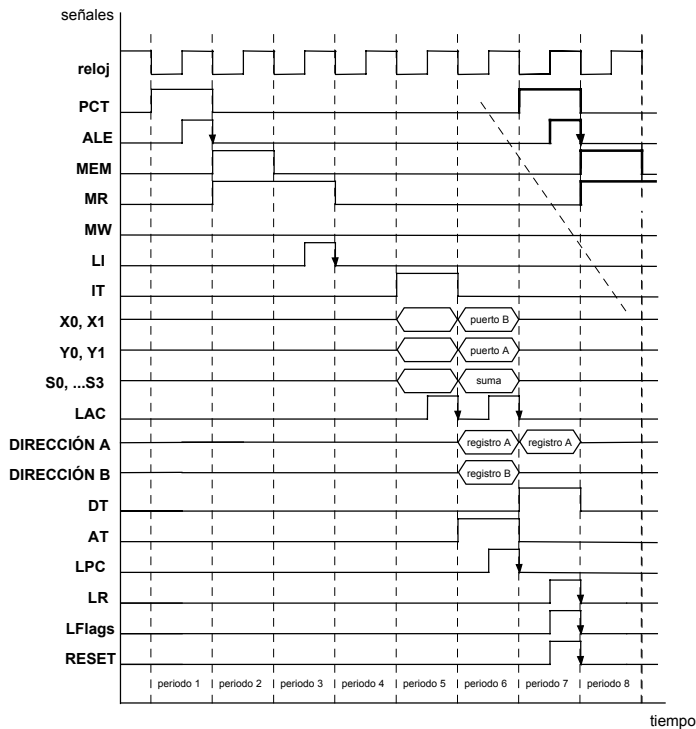 señales
reloj
PCT
ALE
MEM
MR
MW
LI
IT
X0, X1
puerto B
Y0, Y1
puerto A
S0, ...S3
suma
LAC
DIRECCIÓN A
registro A
registro A
DIRECCIÓN B
registro B
DT
AT
LPC
LR
LFlags
RESET
periodo 1
periodo 2
periodo 3
periodo 4
periodo 5
periodo 6
periodo 7
periodo 8
tiempo